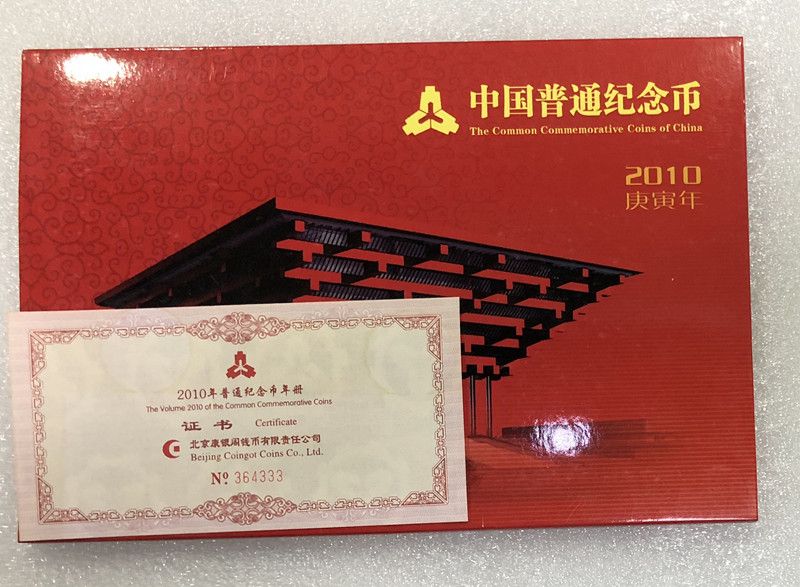 中国普通纪念币
The Common Commemorative Coins of China
2010
庚寅年
2010年普通纪念币年册
The Volume 2010 of the Common Commemorative Coins
证书 Certificate
北京康银阁钱币有限责任公司
Beijing Coingot Coins Co., Ltd.
Nº 364333